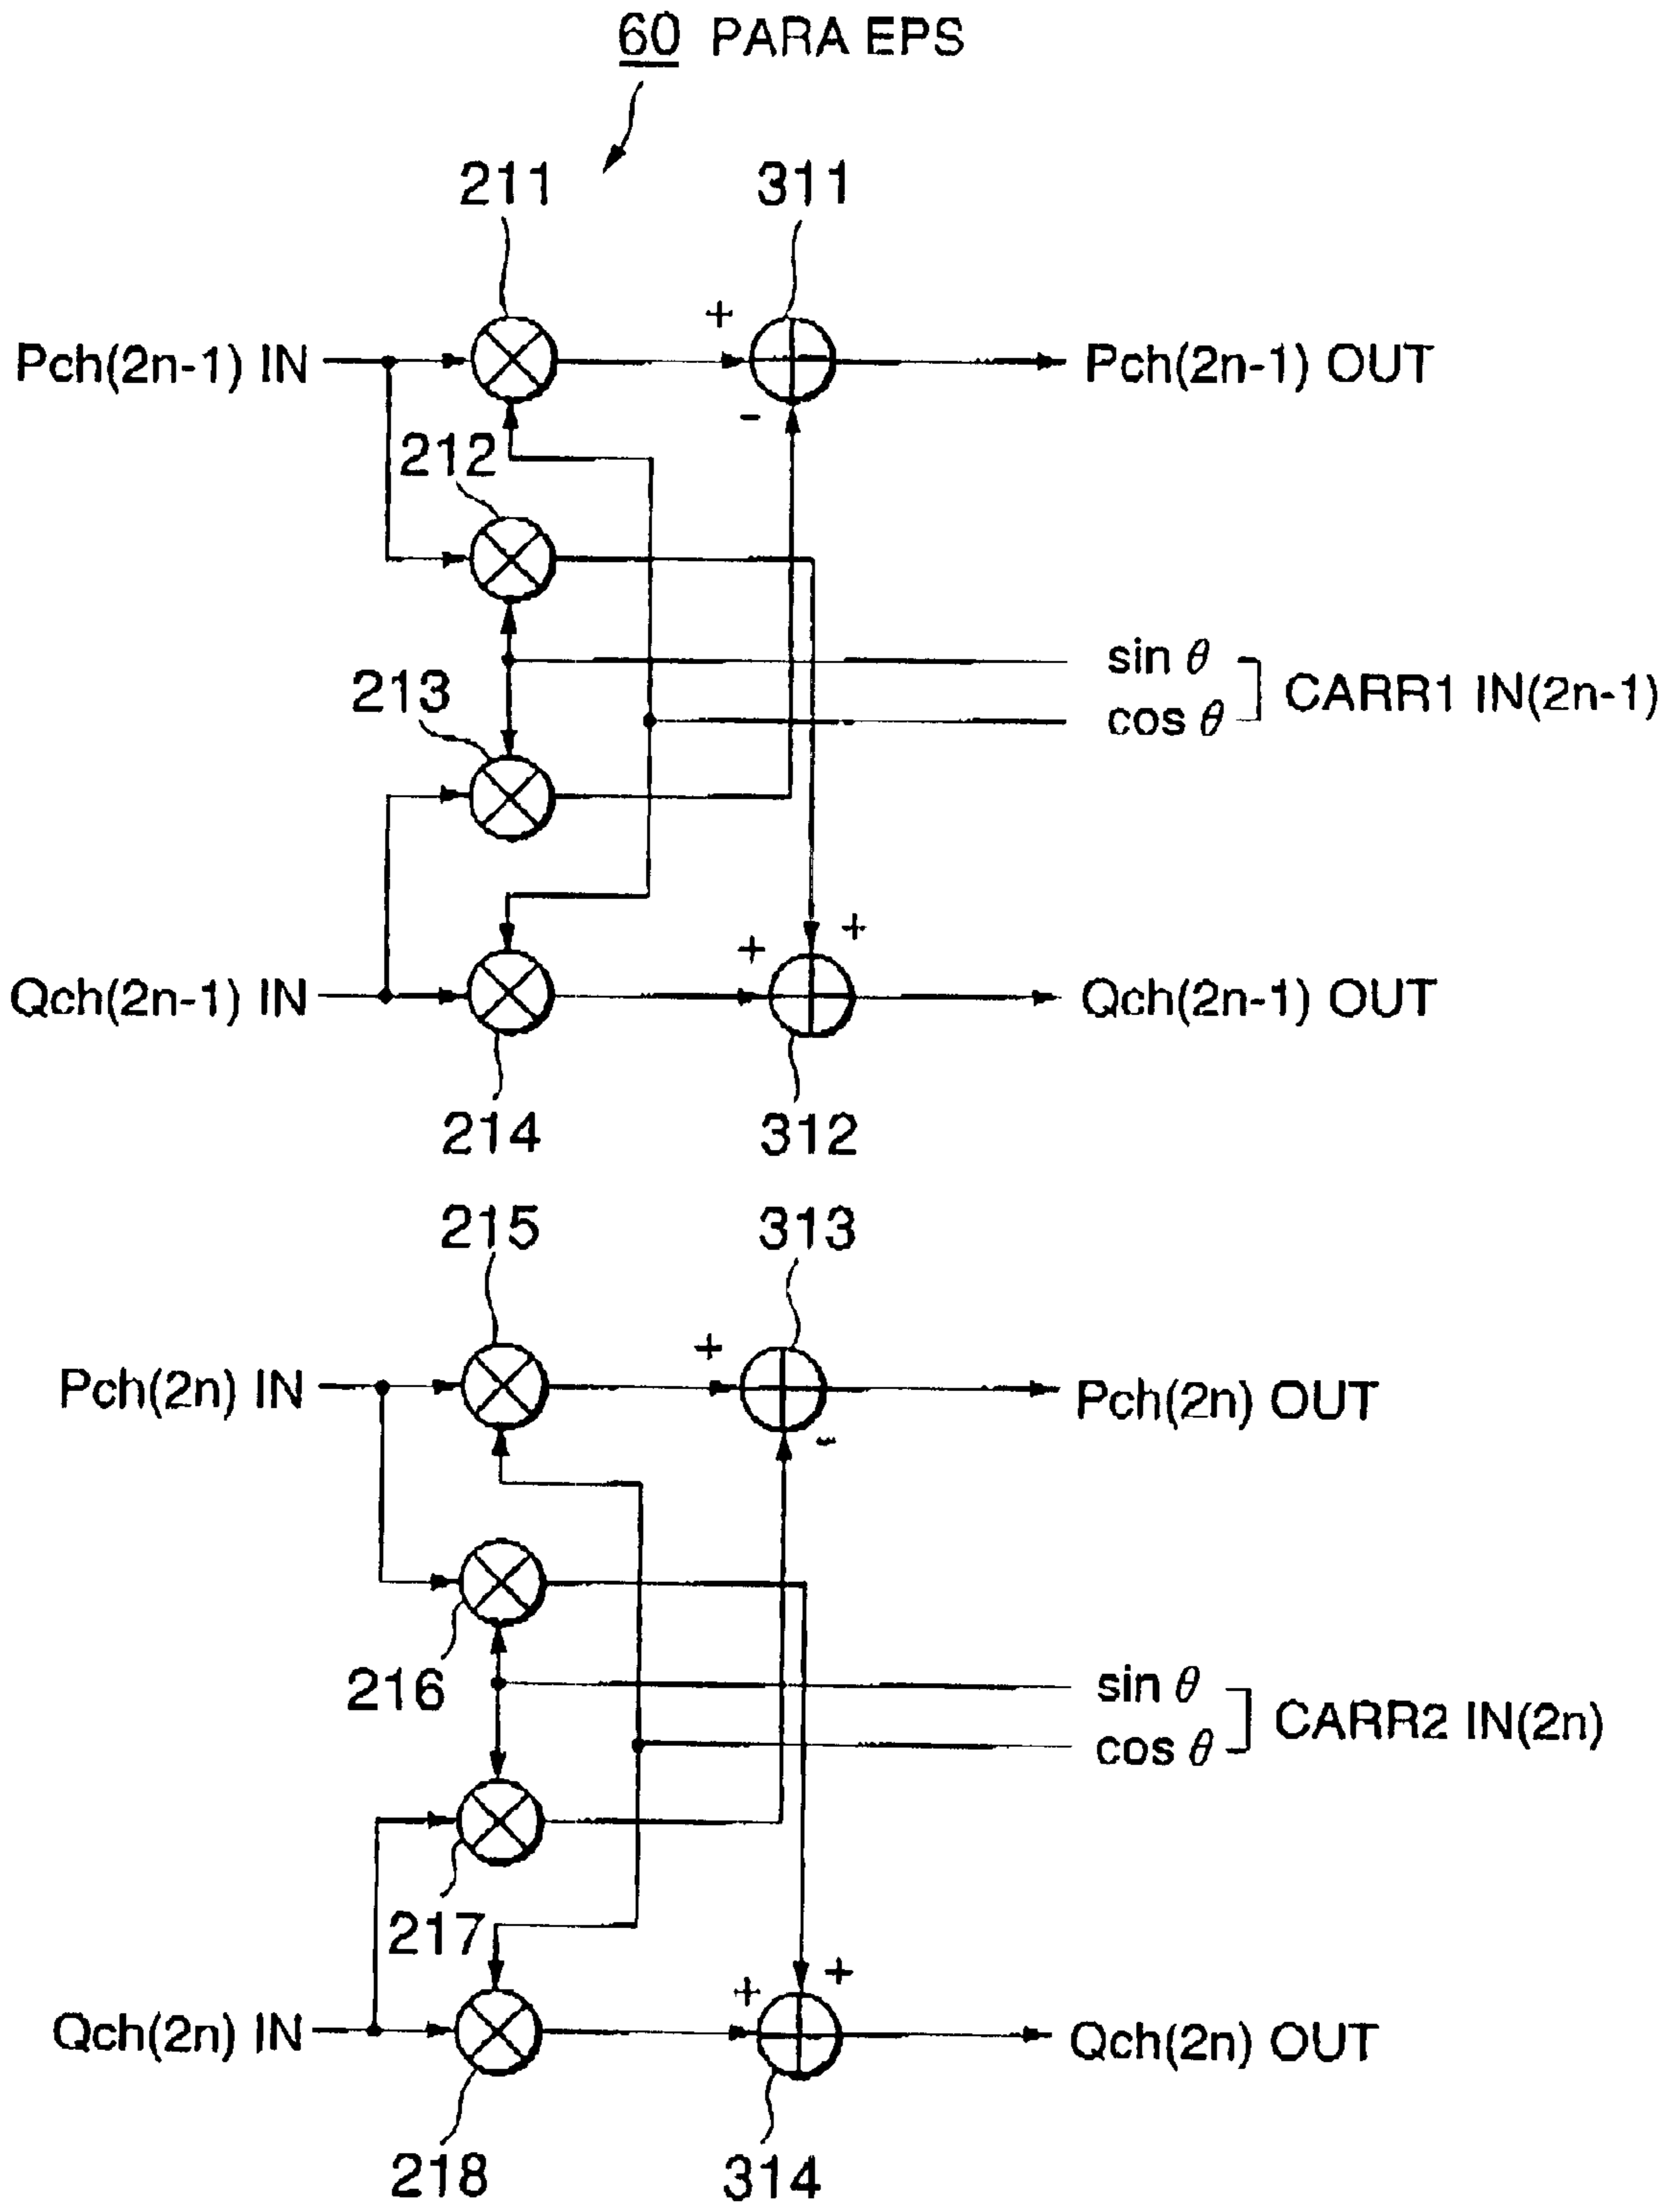 60 PARA EPS
211 311
+
Pch(2n-1) IN Pch(2n-1) OUT
-
212
sin θ
213 CARR1 IN(2n-1)
cos θ
+ +
Qch(2n-1) IN Qch(2n-1) OUT
214 312
215 313
+
Pch(2n) IN Pch(2n) OUT
-
216 sin θ
CARR2 IN(2n)
cos θ
217
+ +
Qch(2n) IN Qch(2n) OUT
218 314